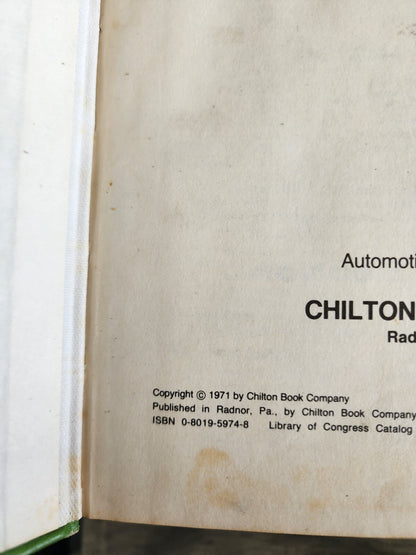 Automoti
CHILTON
Rad
Copyright © 1971 by Chilton Book Company
Published in Radnor, Pa., by Chilton Book Company
ISBN 0-8019-5974-8 Library of Congress Catalog